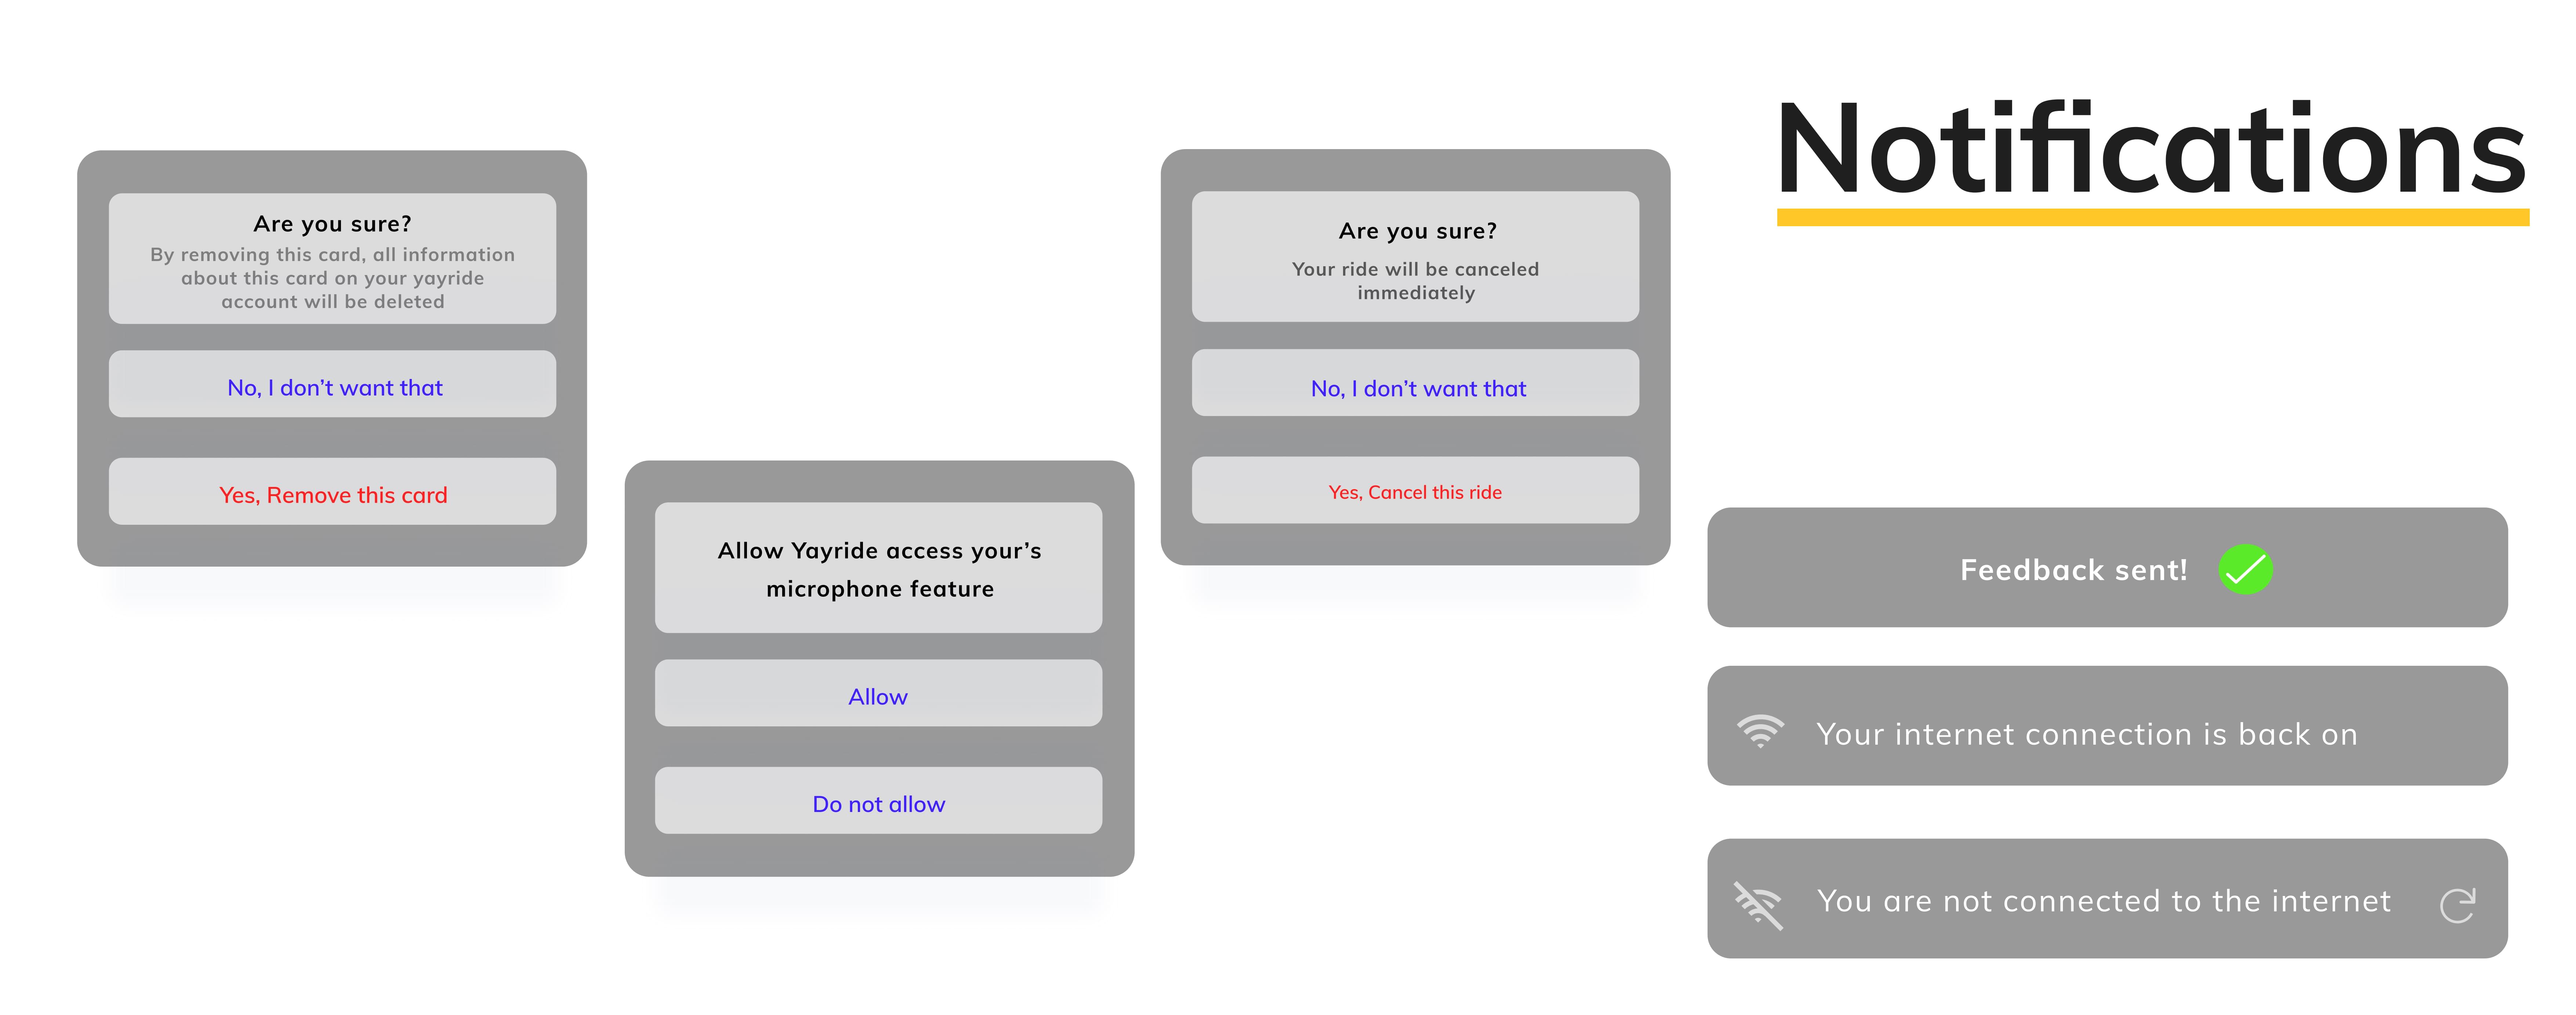 Notifications
Are you sure?
By removing this card, all information
about this card on your yayride
account will be deleted
No, I don’t want that
Yes, Remove this card
Allow Yayride access your’s
microphone feature
Allow
Do not allow
Are you sure?
Your ride will be canceled
immediately
No, I don’t want that
Yes, Cancel this ride
Feedback sent!
Your internet connection is back on
You are not connected to the internet